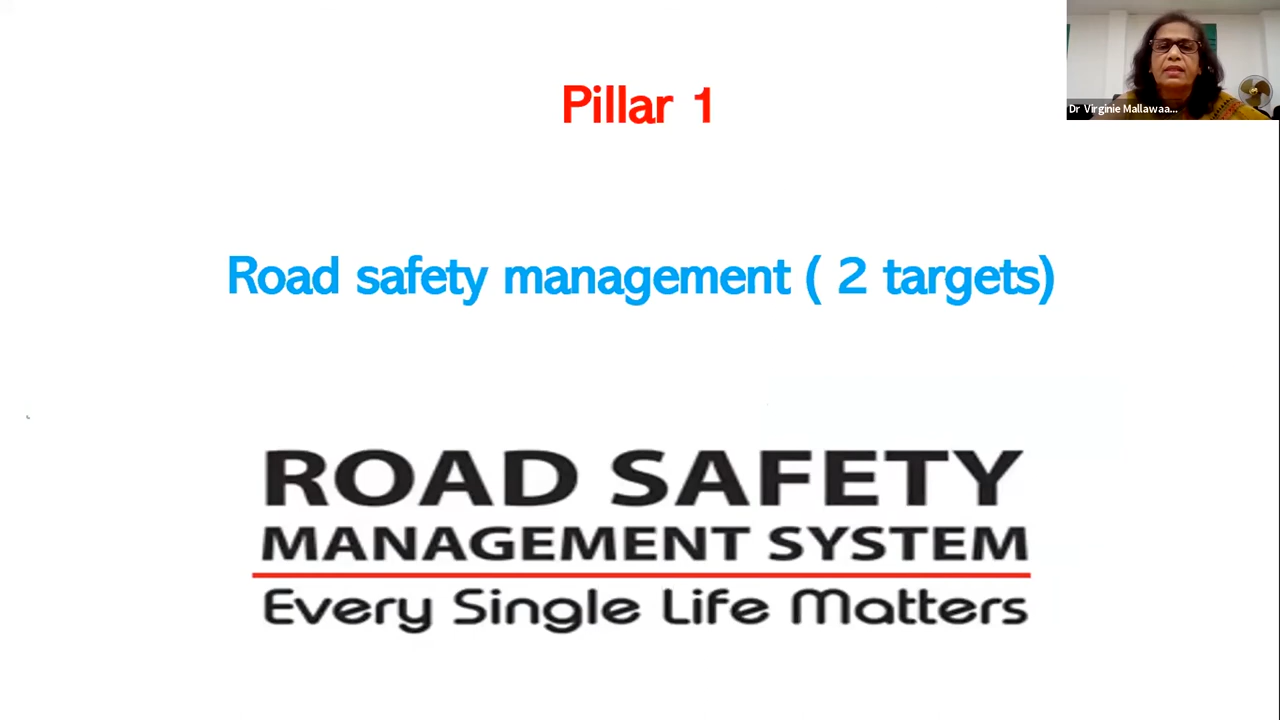 Pillar 1
Dr Virginie Mallawaa...
Road safety management ( 2 targets)
ROAD SAFETY
MANAGEMENT SYSTEM
Every Single Life Matters